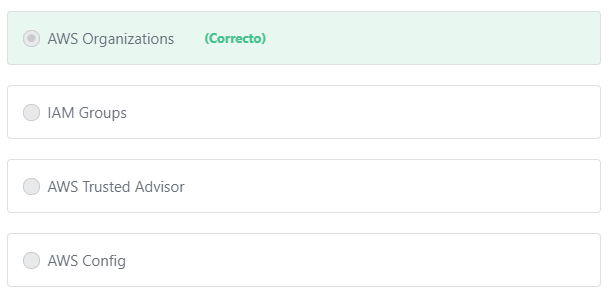 AWS Organizations (Correcto)
IAM Groups
AWS Trusted Advisor
AWS Config